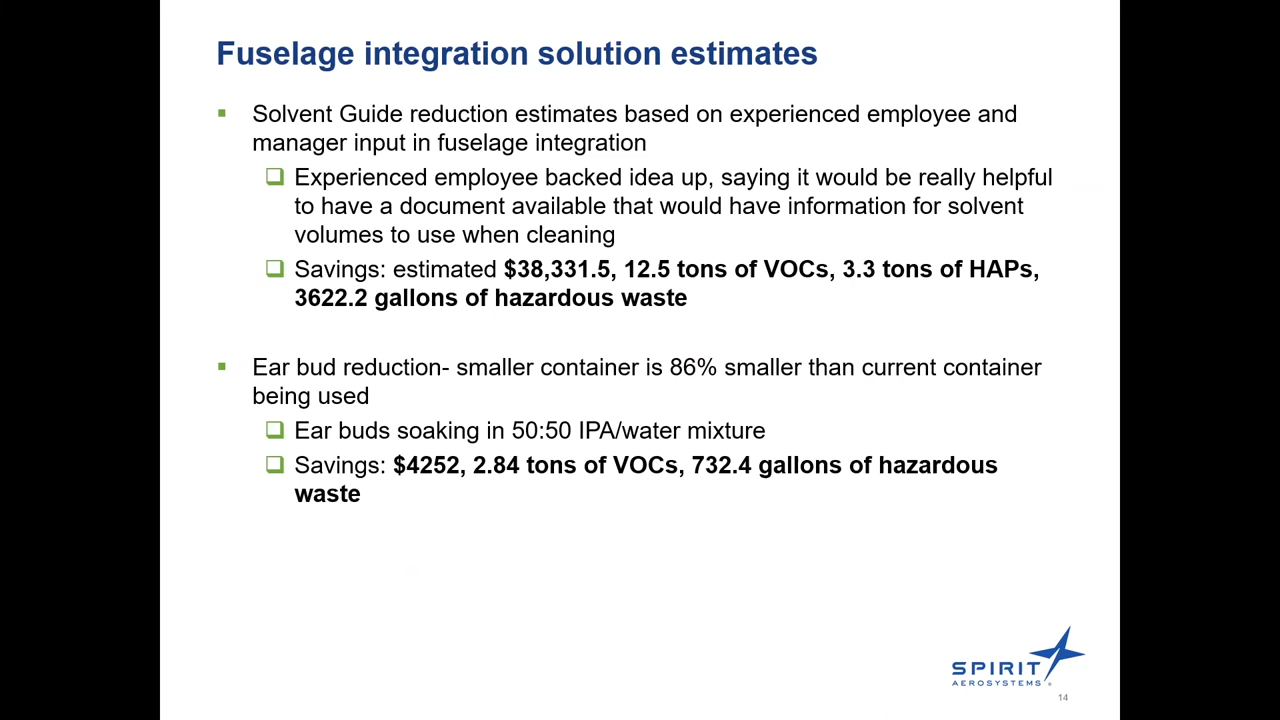 Fuselage integration solution estimates
Solvent Guide reduction estimates based on experienced employee and
manager input in fuselage integration
Experienced employee backed idea up, saying it would be really helpful
to have a document available that would have information for solvent
volumes to use when cleaning
Savings: estimated $38,331.5, 12.5 tons of VOCs, 3.3 tons of HAPs,
3622.2 gallons of hazardous waste
Ear bud reduction- smaller container is 86% smaller than current container
being used
Ear buds soaking in 50:50 IPA/water mixture
Savings: $4252, 2.84 tons of VOCs, 732.4 gallons of hazardous
waste
SPIRIT
AEROSYSTEMS®
14